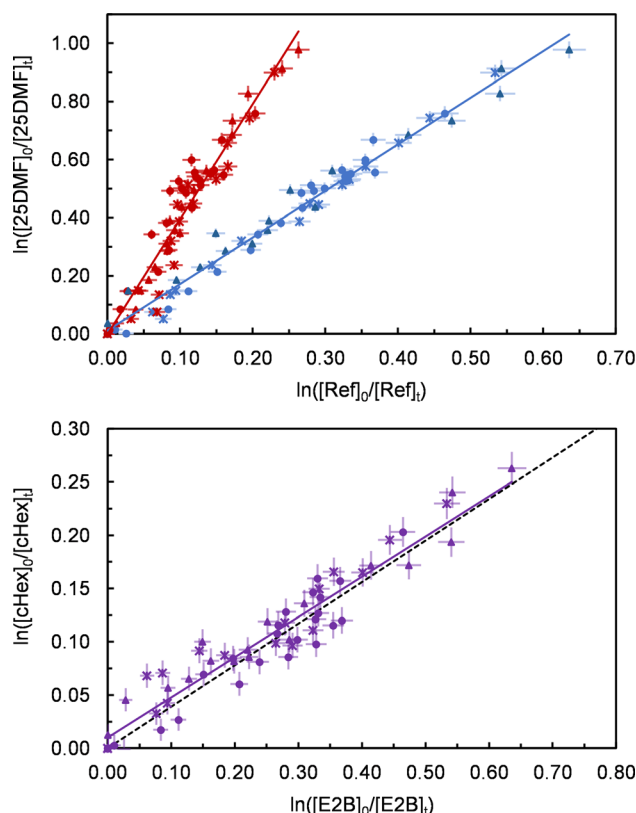 ln([25DMF]₀/[25DMF]ₜ)
1.00
0.80
0.60
0.40
0.20
0.00
0.00 0.10 0.20 0.30 0.40 0.50 0.60 0.70
ln([Ref]₀/[Ref]ₜ)
ln([cHex]₀/[cHex]ₜ)
0.30
0.25
0.20
0.15
0.10
0.05
0.00
0.00 0.10 0.20 0.30 0.40 0.50 0.60 0.70 0.80
ln([E2B]₀/[E2B]ₜ)